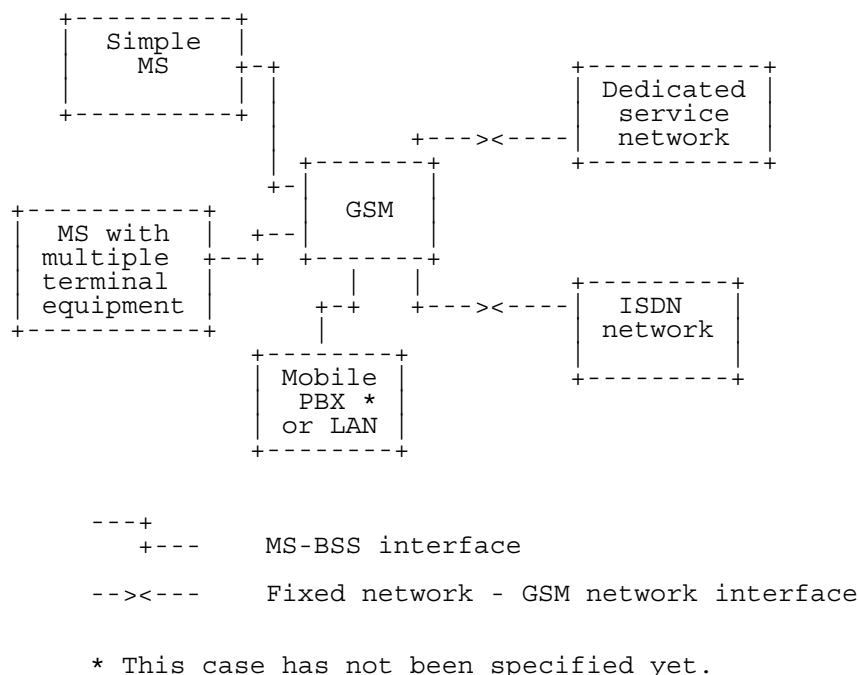 Simple
MS
Dedicated
service
network
GSM
MS with
multiple
terminal
equipment
ISDN
network
Mobile
PBX *
or LAN
MS-BSS interface
Fixed network - GSM network interface
* This case has not been specified yet.